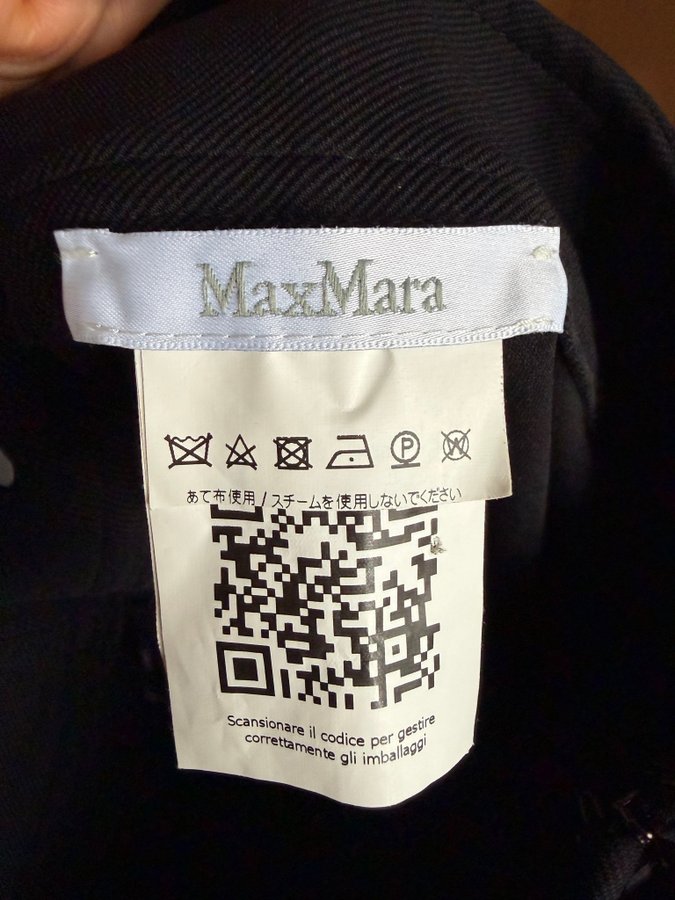 MaxMara
P
W
あて布使用 / スチームを使用しないでください
Scansionare il codice per gestire
correttamente gli imballaggi